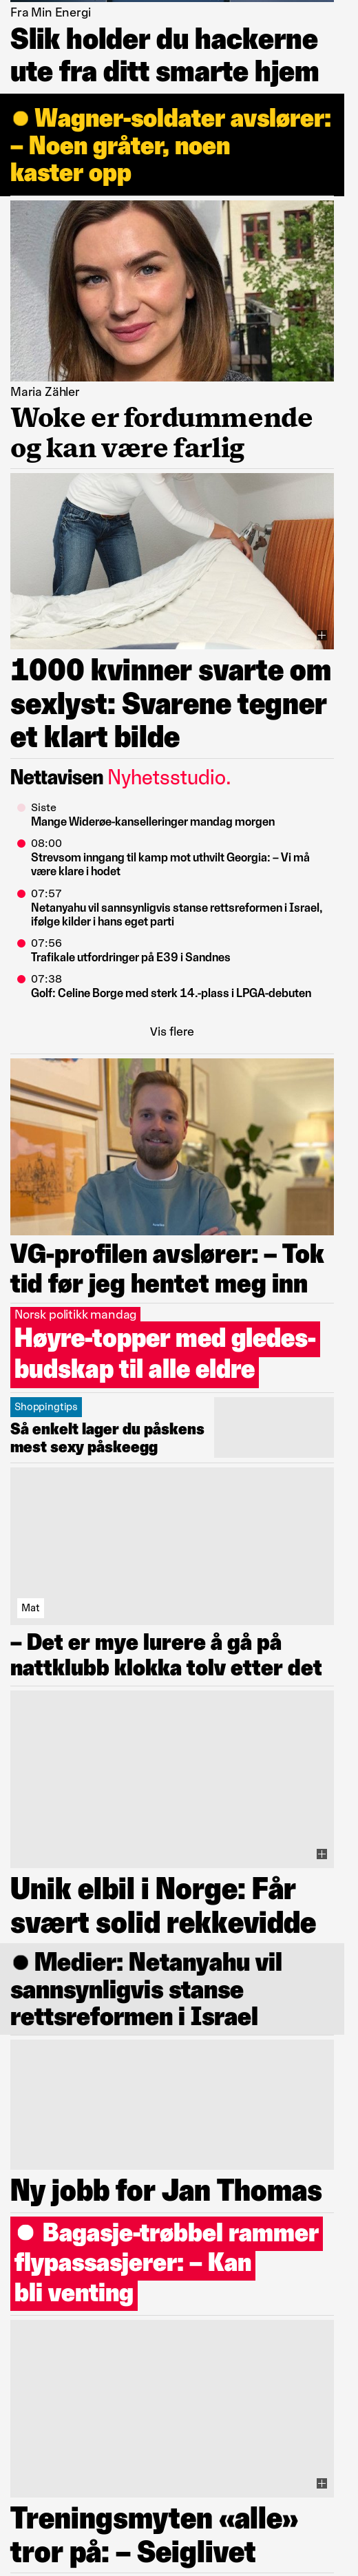 Fra Min Energi
Slik holder du hackerne
ute fra ditt smarte hjem
Wagner-soldater avslører:
– Noen gråter, noen
kaster opp
Maria Zähler
Woke er fordummende
og kan være farlig
1000 kvinner svarte om
sexlyst: Svarene tegner
et klart bilde
Nettavisen Nyhetsstudio.
Siste
Mange Widerøe-kanselleringer mandag morgen
08:00
Strevsom inngang til kamp mot uthvilt Georgia: – Vi må
være klare i hodet
07:57
Netanyahu vil sannsynligvis stanse rettsreformen i Israel,
ifølge kilder i hans eget parti
07:56
Trafikale utfordringer på E39 i Sandnes
07:38
Golf: Celine Borge med sterk 14.-plass i LPGA-debuten
Vis flere
VG-profilen avslører: – Tok
tid før jeg hentet meg inn
Norsk politikk mandag
Høyre-topper med gledes-
budskap til alle eldre
Shoppingtips
Så enkelt lager du påskens
mest sexy påskeegg
Mat
– Det er mye lurere å gå på
nattklubb klokka tolv etter det
Unik elbil i Norge: Får
svært solid rekkevidde
Medier: Netanyahu vil
sannsynligvis stanse
rettsreformen i Israel
Ny jobb for Jan Thomas
Bagasje-trøbbel rammer
flypassasjerer: – Kan
bli venting
Treningsmyten «alle»
tror på: – Seiglivet